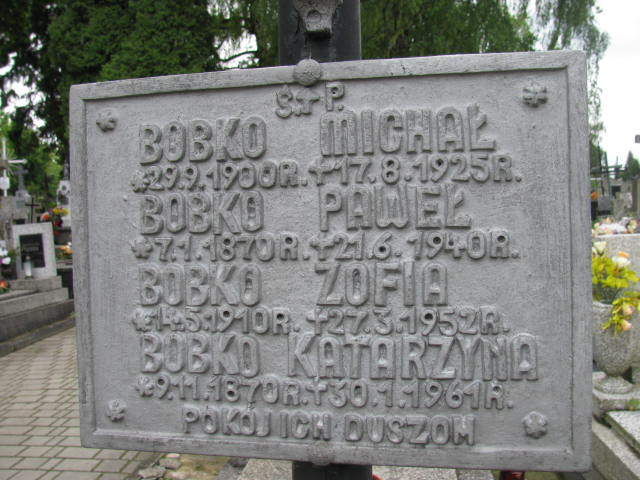 Ś†P.
BOBKO MICHAŁ
*29.9.1900R. †17.8.1925R.
BOBKO PAWEŁ
*7.1.1870R. †21.6.1940R.
BOBKO ZOFIA
*14.5.1910R. †27.3.1952R.
BOBKO KATARZYNA
*9.11.1870R. †30.1.1961R.
POKÓJ ICH DUSZOM